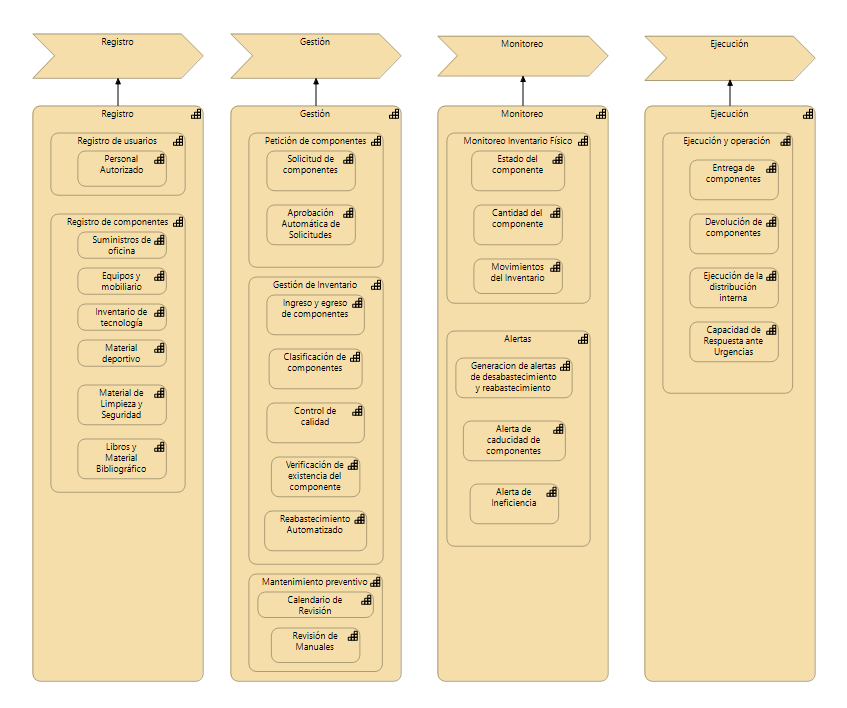 Registro
Gestión
Monitoreo
Ejecución
Registro
Registro de usuarios
Personal
Autorizado
Registro de componentes
Suministros de
oficina
Equipos y
mobiliario
Inventario de
tecnología
Material
deportivo
Material de
Limpieza y
Seguridad
Libros y
Material
Bibliográfico
Gestión
Petición de componentes
Solicitud de
componentes
Aprobación
Automática de
Solicitudes
Gestión de Inventario
Ingreso y egreso
de componentes
Clasificación de
componentes
Control de
calidad
Verificación de
existencia del
componente
Reabastecimiento
Automatizado
Mantenimiento preventivo
Calendario de
Revisión
Revisión de
Manuales
Monitoreo
Monitoreo Inventario Físico
Estado del
componente
Cantidad del
componente
Movimientos
del Inventario
Alertas
Generacion de alertas
de desabastecimiento
y reabastecimiento
Alerta de
caducidad de
componentes
Alerta de
Ineficiencia
Ejecución
Ejecución y operación
Entrega de
componentes
Devolución de
componentes
Ejecución de la
distribución
interna
Capacidad de
Respuesta ante
Urgencias